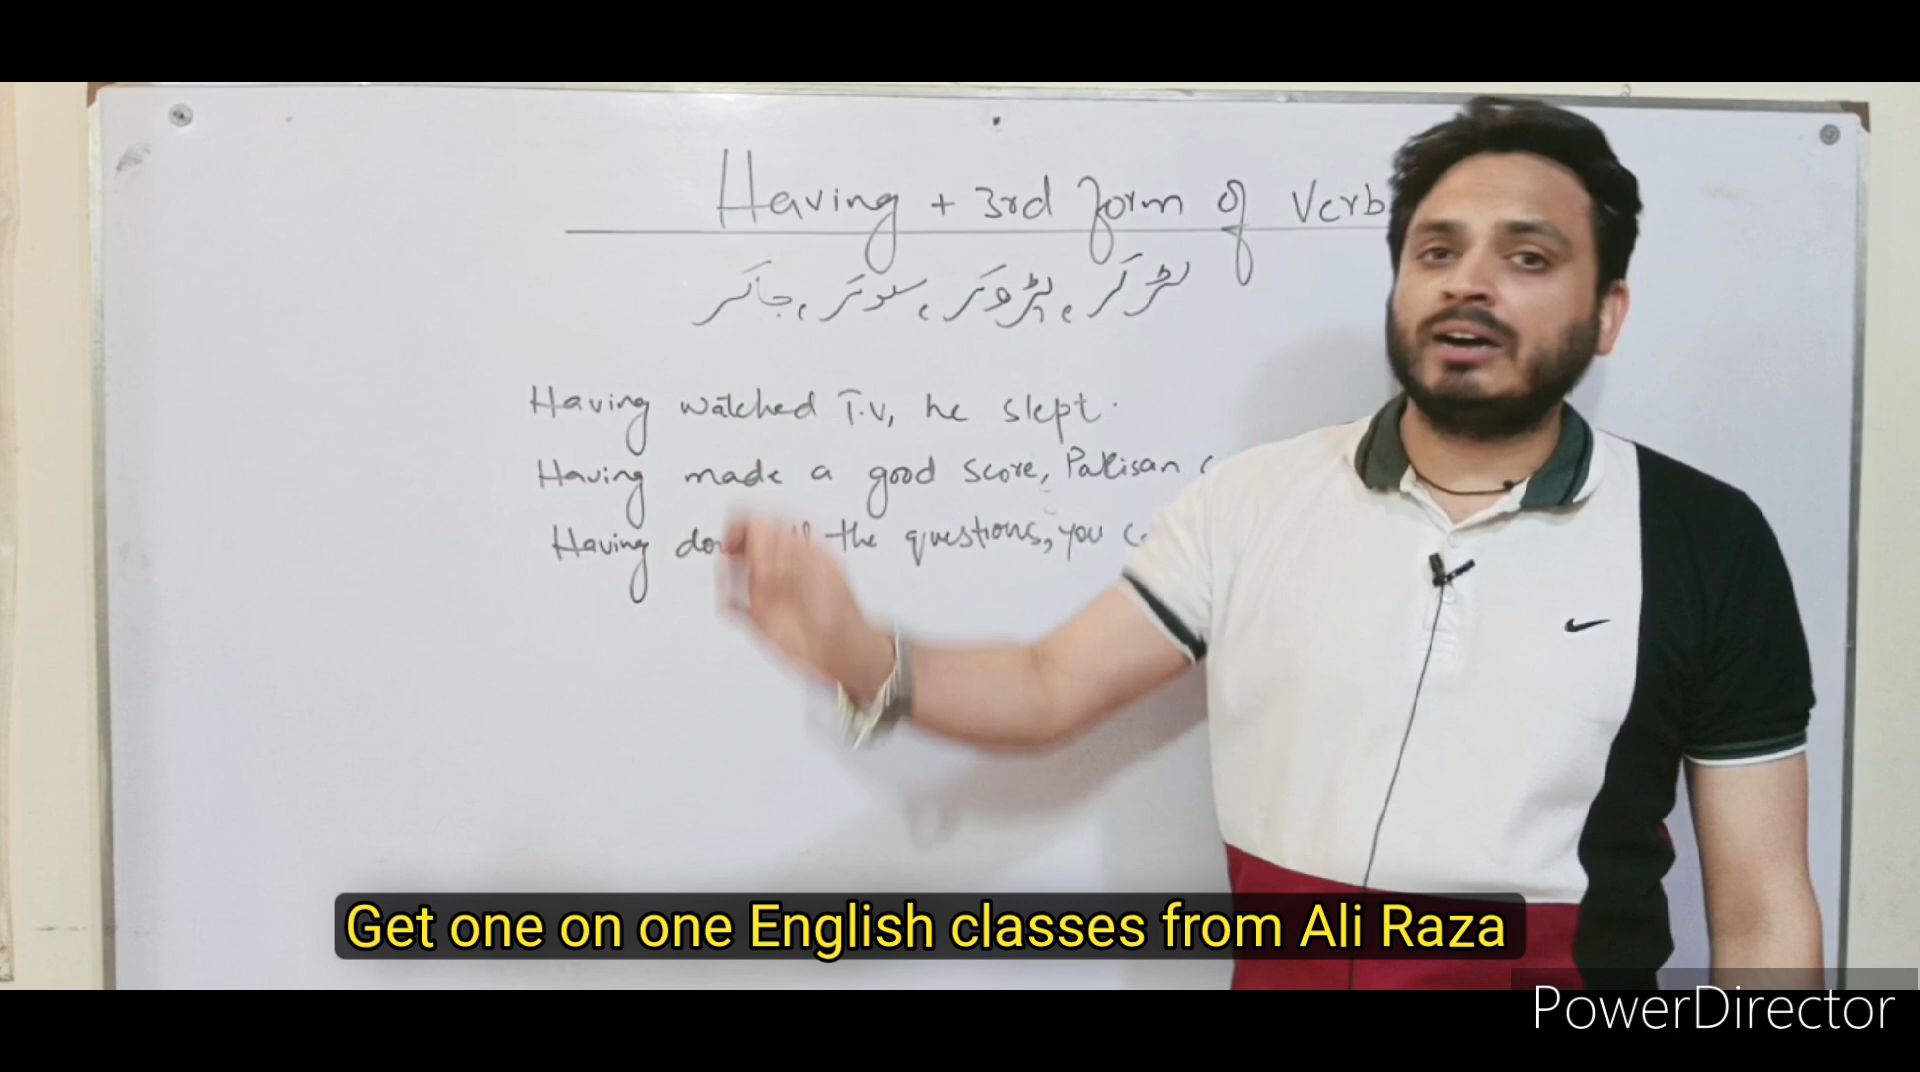 Having + 3rd form of Verb
لڑ کر، پڑھ کر، سو کر، جا کر
Having watched T.V, he slept.
Having made a good score, Pakisan
Having the questions, you
Get one on one English classes from Ali Raza
PowerDirector